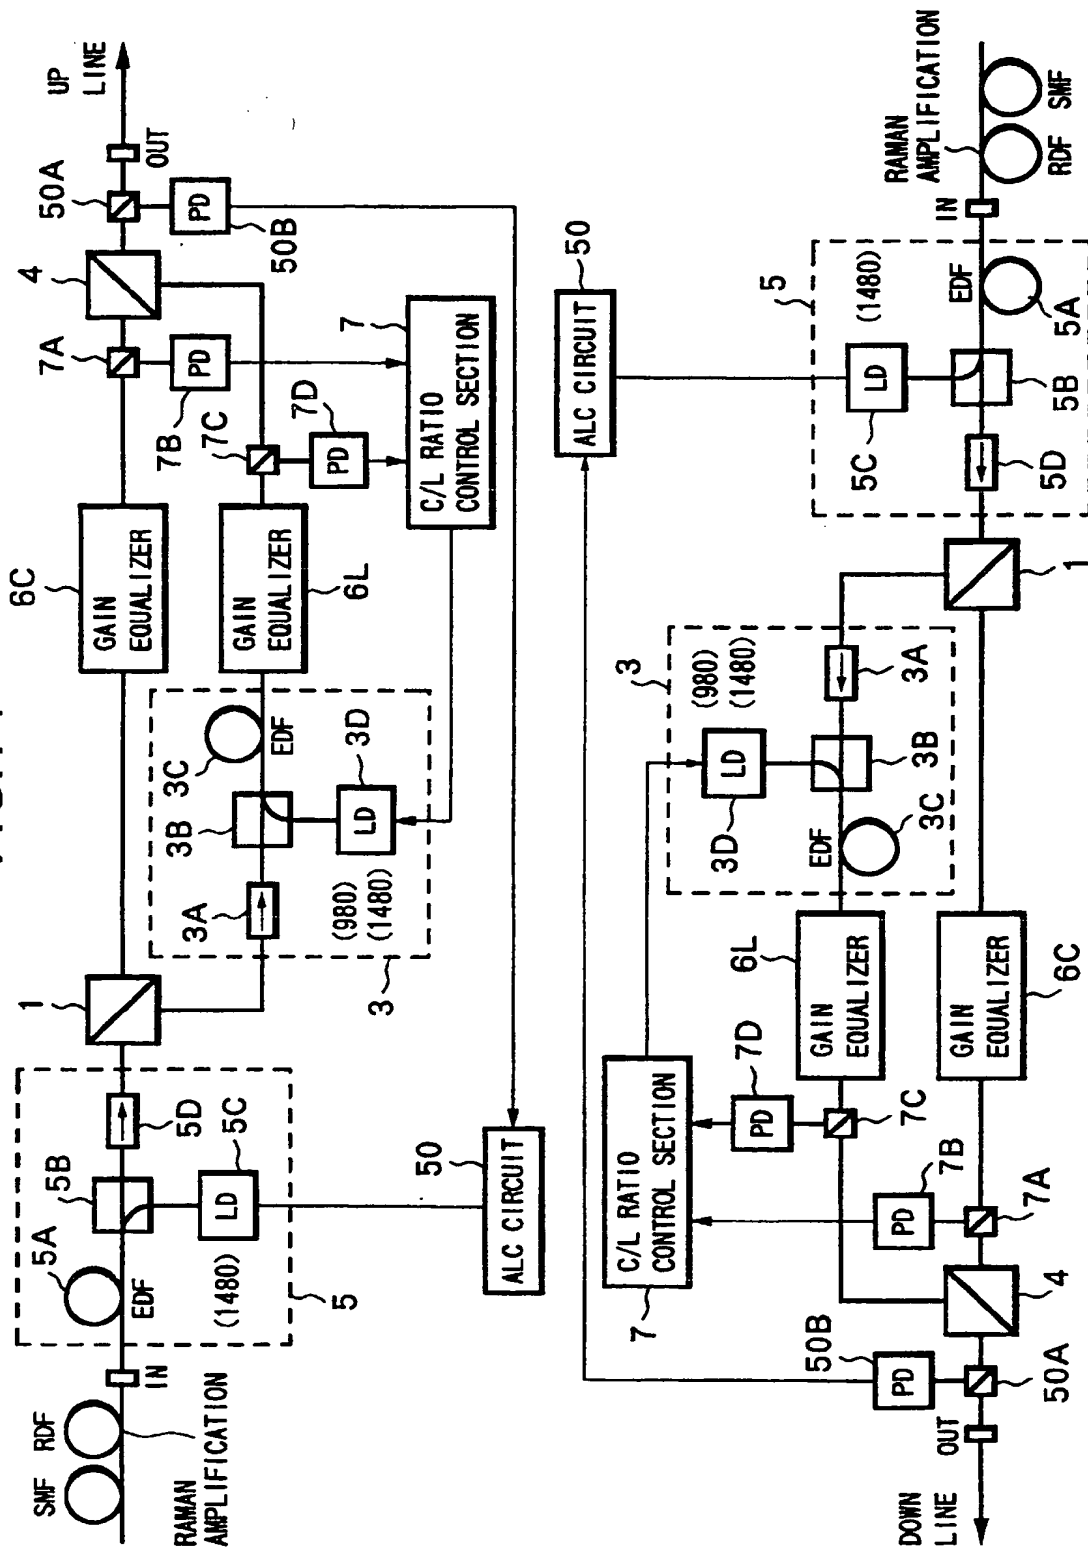 UP
LINE
OUT
50A
PD
50B
4
7A
PD
7B
7
7C
7D
PD
C/L RATIO
CONTROL SECTION
6C
GAIN
EQUALIZER
GAIN
EQUALIZER
6L
3C
EDF
3B
3D
LD
3A
(980)
(1480)
3
1
5D
5C
5B
LD
5A
EDF
(1480)
5
50
ALC CIRCUIT
IN
RDF
SMF
RAMAN
AMPLIFICATION
RAMAN
AMPLIFICATION
SMF
RDF
IN
50
ALC CIRCUIT
5
(1480)
EDF
5A
LD
5C
5B
5D
1
3
(980)
(1480)
3A
LD
3D
3B
3C
EDF
6L
GAIN
EQUALIZER
6C
GAIN
EQUALIZER
7D
PD
7C
C/L RATIO
CONTROL SECTION
7
7B
PD
7A
4
50B
PD
50A
OUT
DOWN
LINE